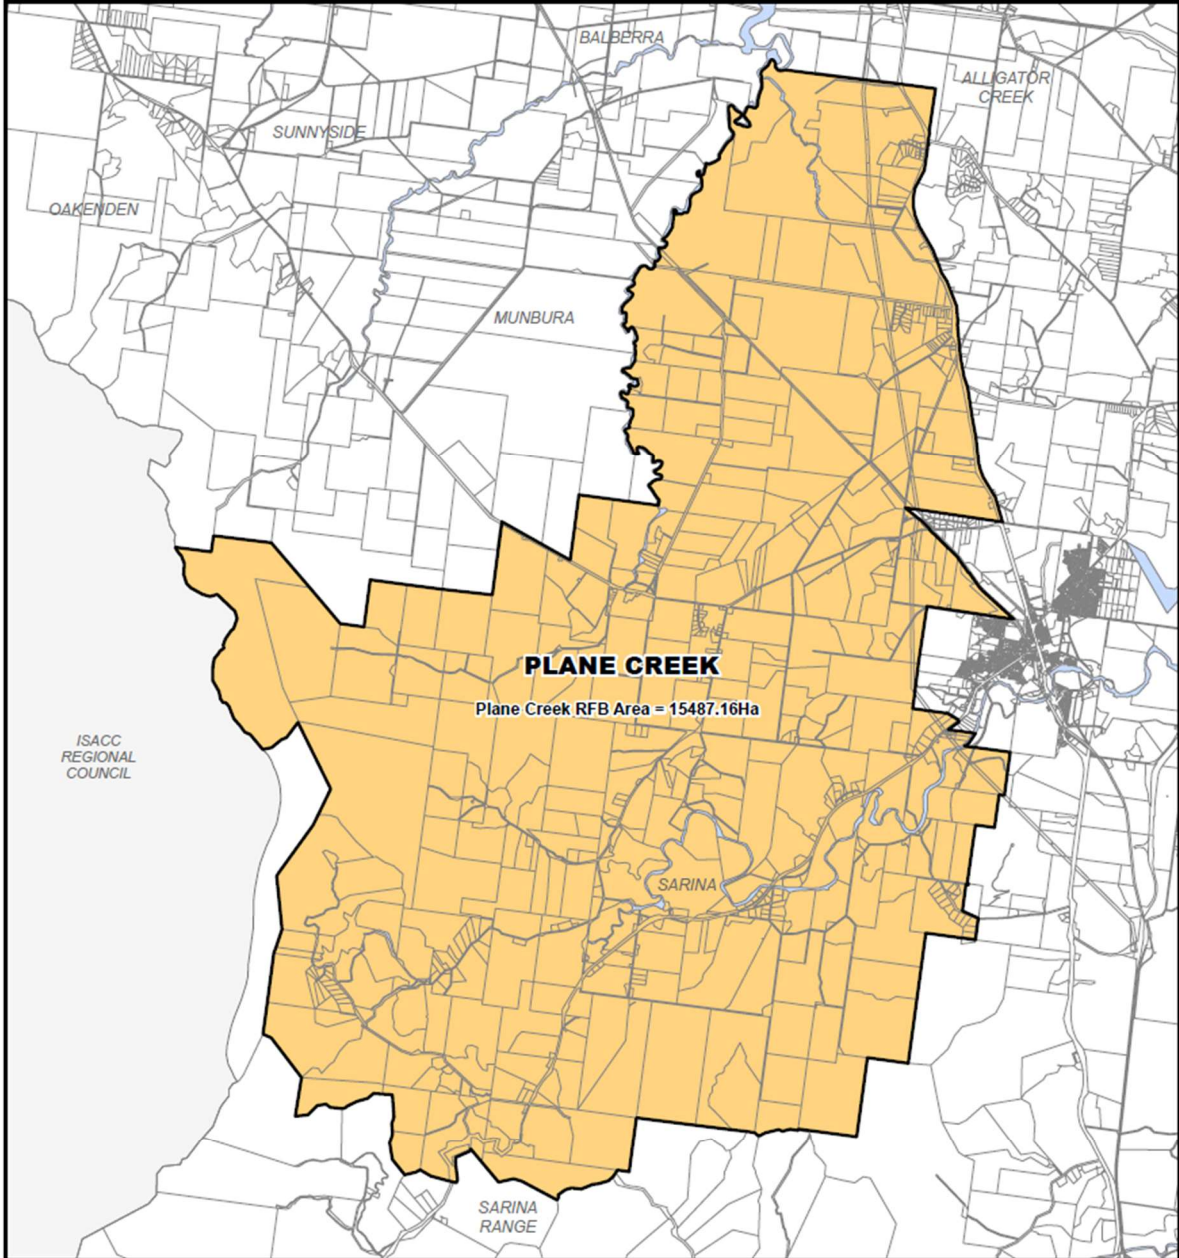 BALBERRA
ALLIGATOR
CREEK
SUNNYSIDE
OAKENDEN
MUNBURA
PLANE CREEK
Plane Creek RFB Area = 15487.16Ha
ISACC
REGIONAL
COUNCIL
SARINA
SARINA
RANGE